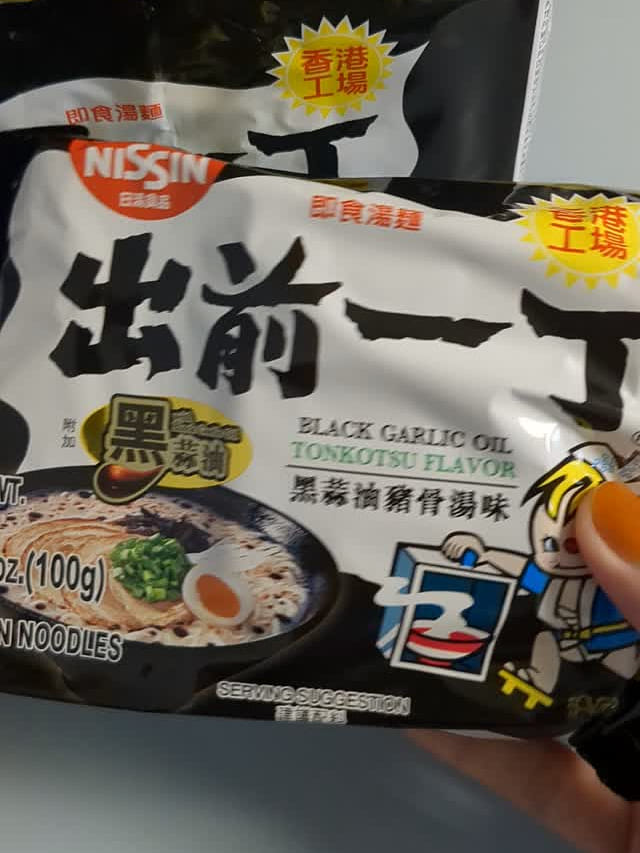 香港
工場
即食湯麵
NISSIN
日清食品
即食湯麵
香港
工場
出前一丁
附加
黑
蒜油
BLACK GARLIC OIL
TONKOTSU FLAVOR
黑蒜油豬骨湯味
WT.
oz.(100g)
N NOODLES
SERVING SUGGESTION